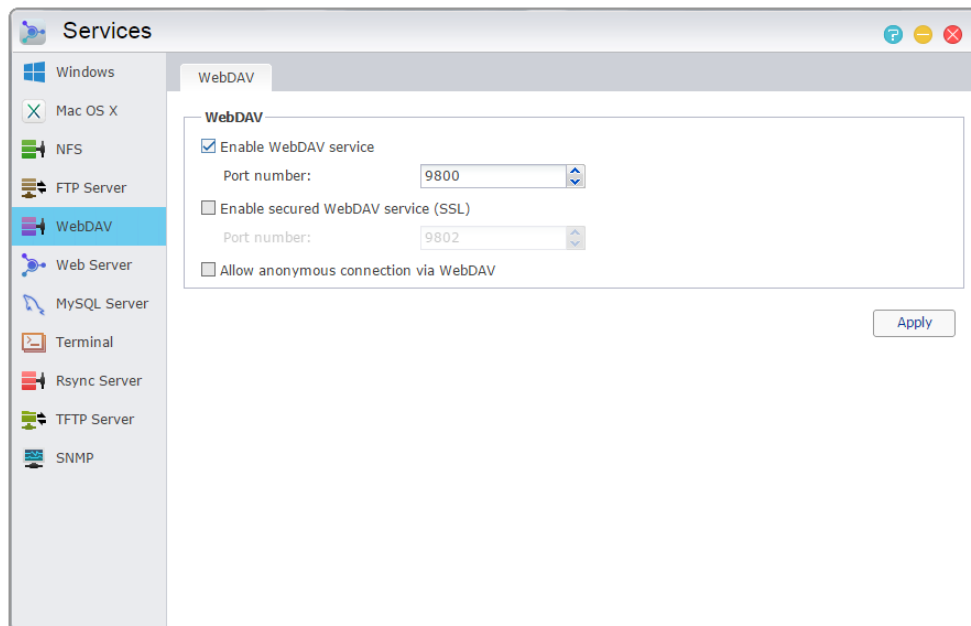 Services
Windows
Mac OS X
NFS
FTP Server
WebDAV
Web Server
MySQL Server
Terminal
Rsync Server
TFTP Server
SNMP
WebDAV
WebDAV
Enable WebDAV service
Port number: 9800
Enable secured WebDAV service (SSL)
Port number: 9802
Allow anonymous connection via WebDAV
Apply